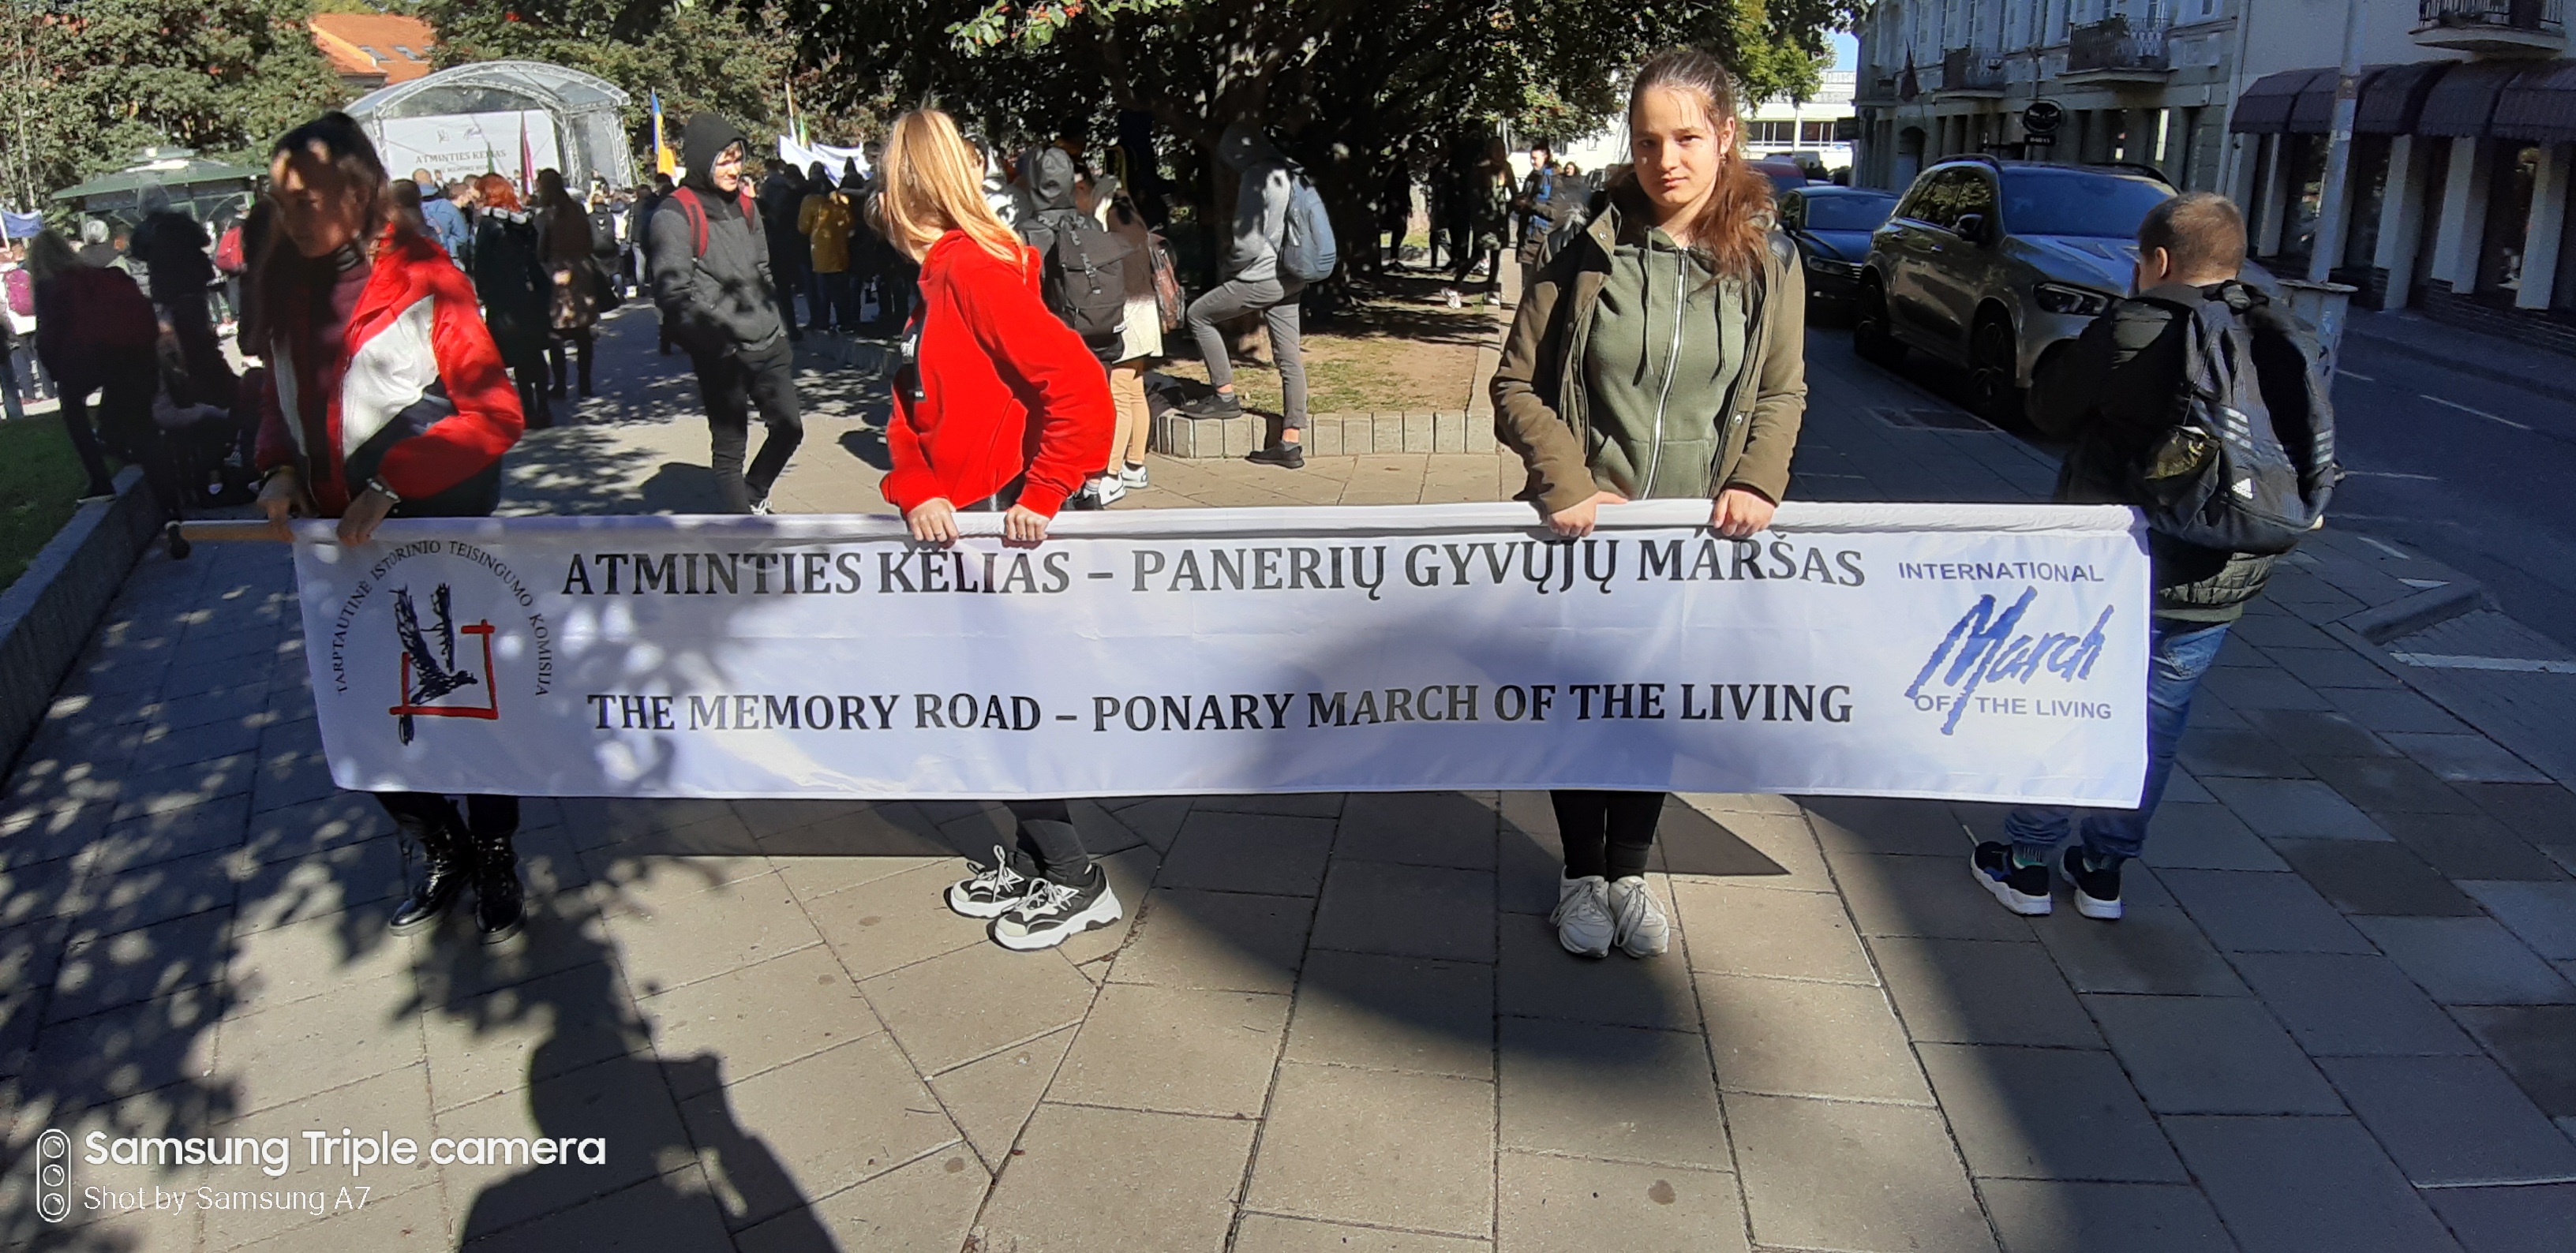 ATMINTIES KELIAS
TARPTAUTINĖ ISTORINIO TEISINGUMO KOMISIJA
ATMINTIES KELIAS – PANERIŲ GYVŲJŲ MARŠAS
THE MEMORY ROAD – PONARY MARCH OF THE LIVING
INTERNATIONAL
March
OF THE LIVING
adidas
Samsung Triple camera
Shot by Samsung A7